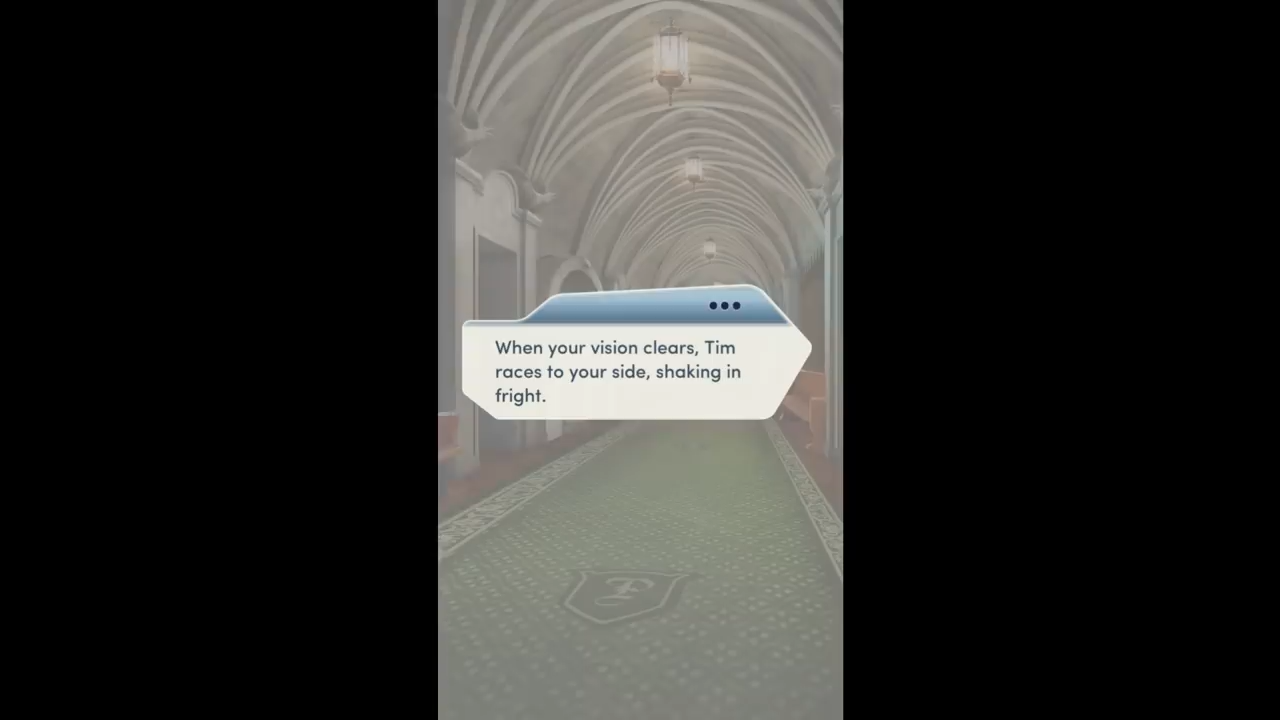 When your vision clears, Tim
races to your side, shaking in
fright.